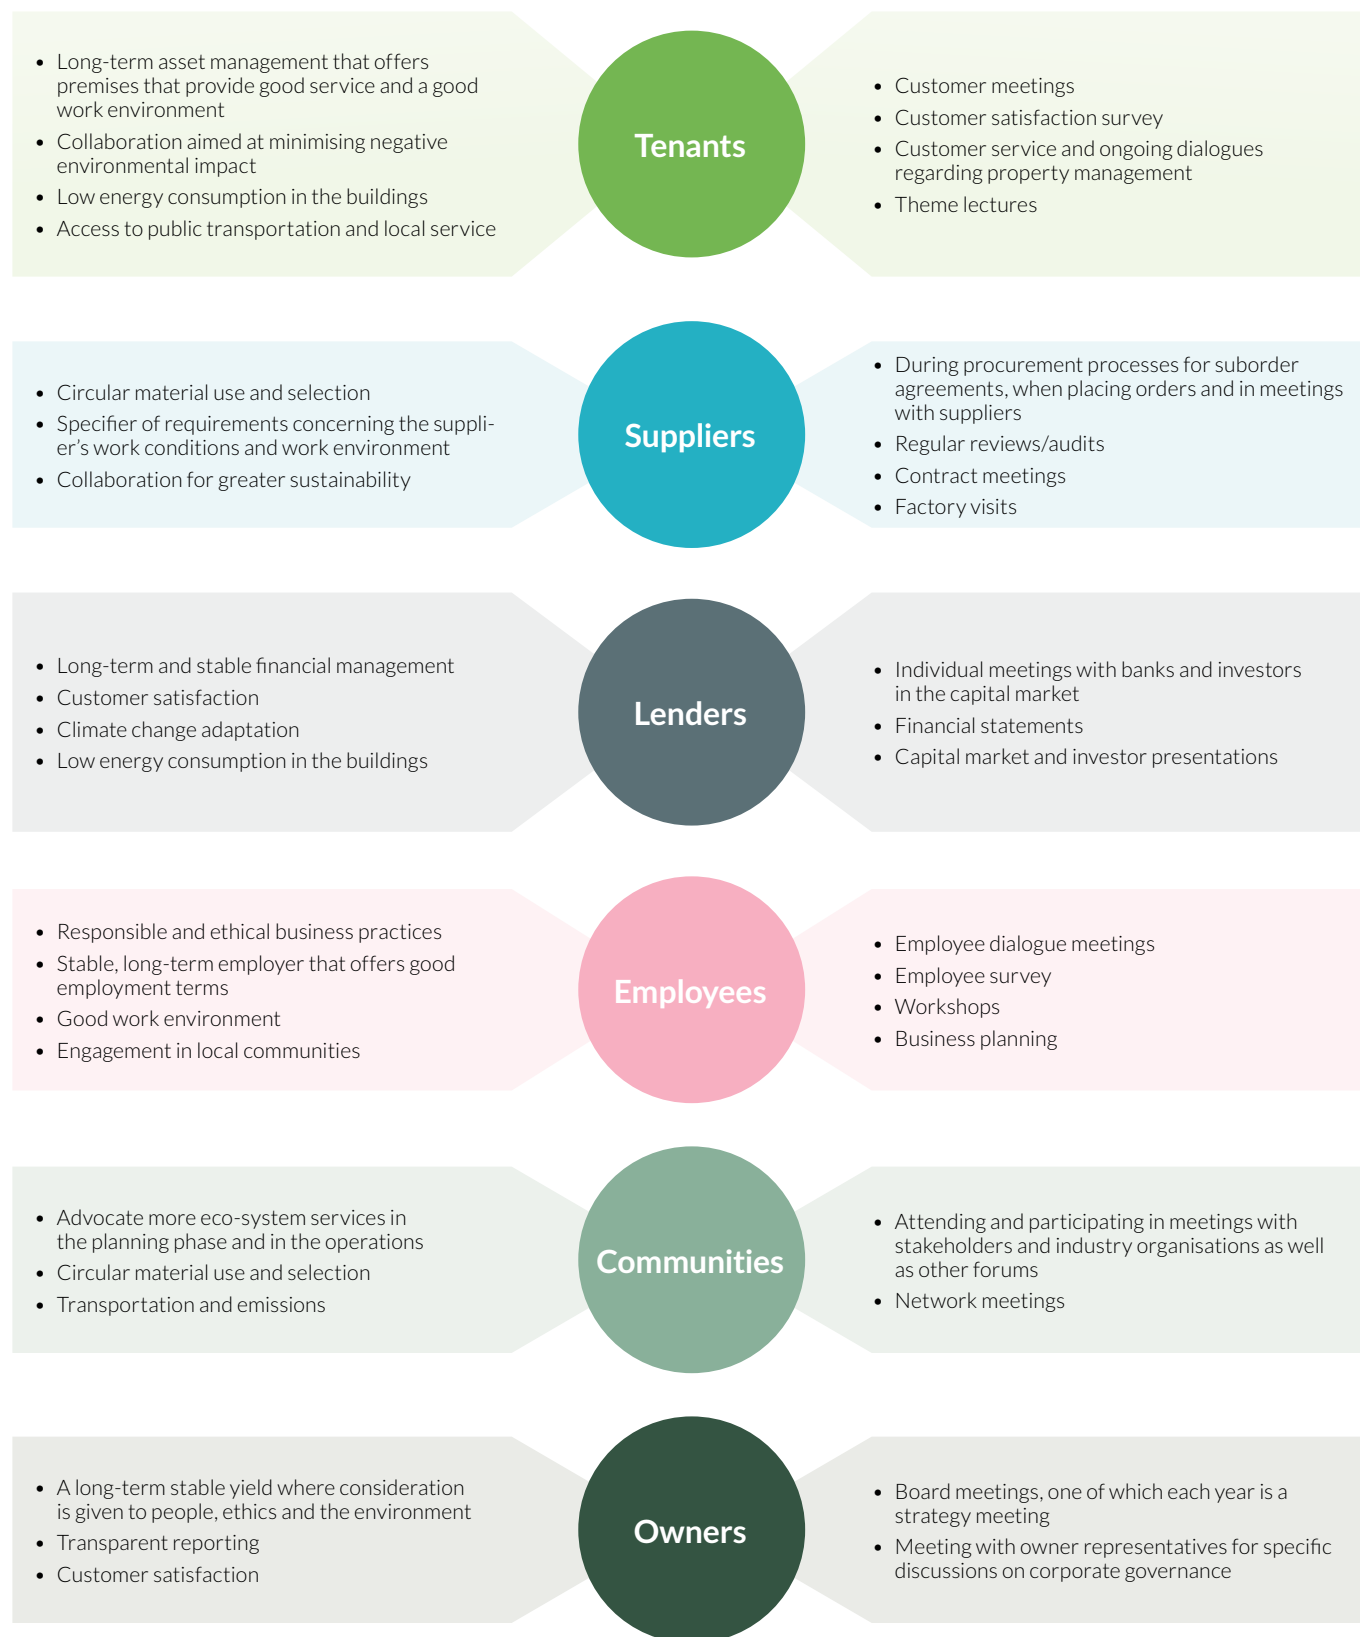 • Long-term asset management that offers
premises that provide good service and a good
work environment
• Collaboration aimed at minimising negative
environmental impact
• Low energy consumption in the buildings
• Access to public transportation and local service
Tenants
• Customer meetings
• Customer satisfaction survey
• Customer service and ongoing dialogues
regarding property management
• Theme lectures
• Circular material use and selection
• Specifier of requirements concerning the suppli-
er’s work conditions and work environment
• Collaboration for greater sustainability
Suppliers
• During procurement processes for suborder
agreements, when placing orders and in meetings
with suppliers
• Regular reviews/audits
• Contract meetings
• Factory visits
• Long-term and stable financial management
• Customer satisfaction
• Climate change adaptation
• Low energy consumption in the buildings
Lenders
• Individual meetings with banks and investors
in the capital market
• Financial statements
• Capital market and investor presentations
• Responsible and ethical business practices
• Stable, long-term employer that offers good
employment terms
• Good work environment
• Engagement in local communities
Employees
• Employee dialogue meetings
• Employee survey
• Workshops
• Business planning
• Advocate more eco-system services in
the planning phase and in the operations
• Circular material use and selection
• Transportation and emissions
Communities
• Attending and participating in meetings with
stakeholders and industry organisations as well
as other forums
• Network meetings
• A long-term stable yield where consideration
is given to people, ethics and the environment
• Transparent reporting
• Customer satisfaction
Owners
• Board meetings, one of which each year is a
strategy meeting
• Meeting with owner representatives for specific
discussions on corporate governance